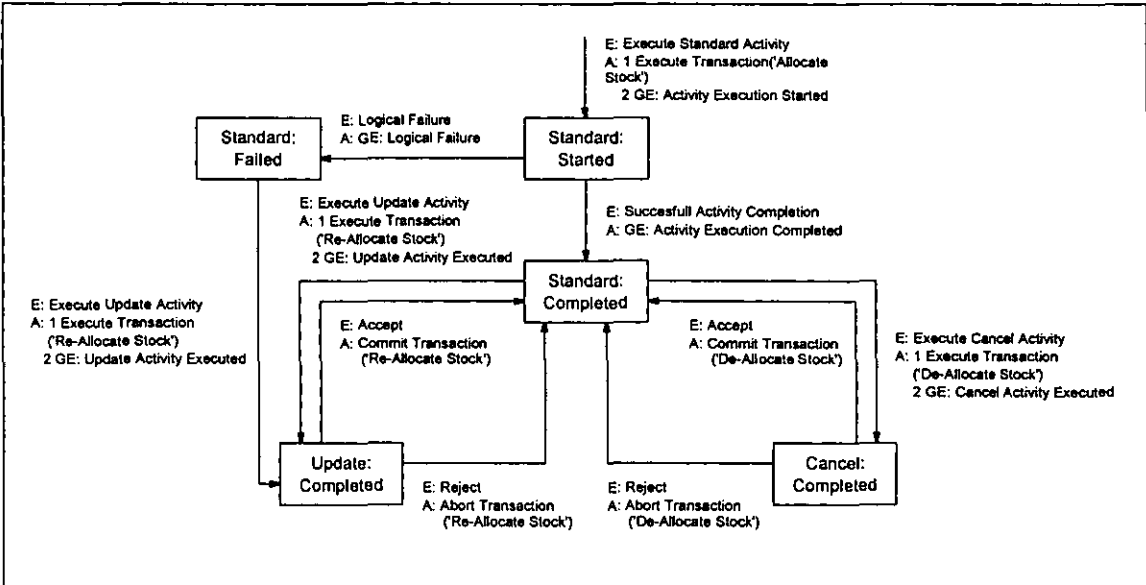 E: Execute Standard Activity
A: 1 Execute Transaction('Allocate
Stock')
2 GE: Activity Execution Started
E: Logical Failure
A: GE: Logical Failure
Standard:
Failed
Standard:
Started
E: Execute Update Activity
A: 1 Execute Transaction
('Re-Allocate Stock')
2 GE: Update Activity Executed
E: Succesfull Activity Completion
A: GE: Activity Execution Completed
Standard:
Completed
E: Execute Update Activity
A: 1 Execute Transaction
('Re-Allocate Stock')
2 GE: Update Activity Executed
E: Accept
A: Commit Transaction
('Re-Allocate Stock')
E: Accept
A: Commit Transaction
('De-Allocate Stock')
E: Execute Cancel Activity
A: 1 Execute Transaction
('De-Allocate Stock')
2 GE: Cancel Activity Executed
Update:
Completed
Cancel:
Completed
E: Reject
A: Abort Transaction
('Re-Allocate Stock')
E: Reject
A: Abort Transaction
('De-Allocate Stock')